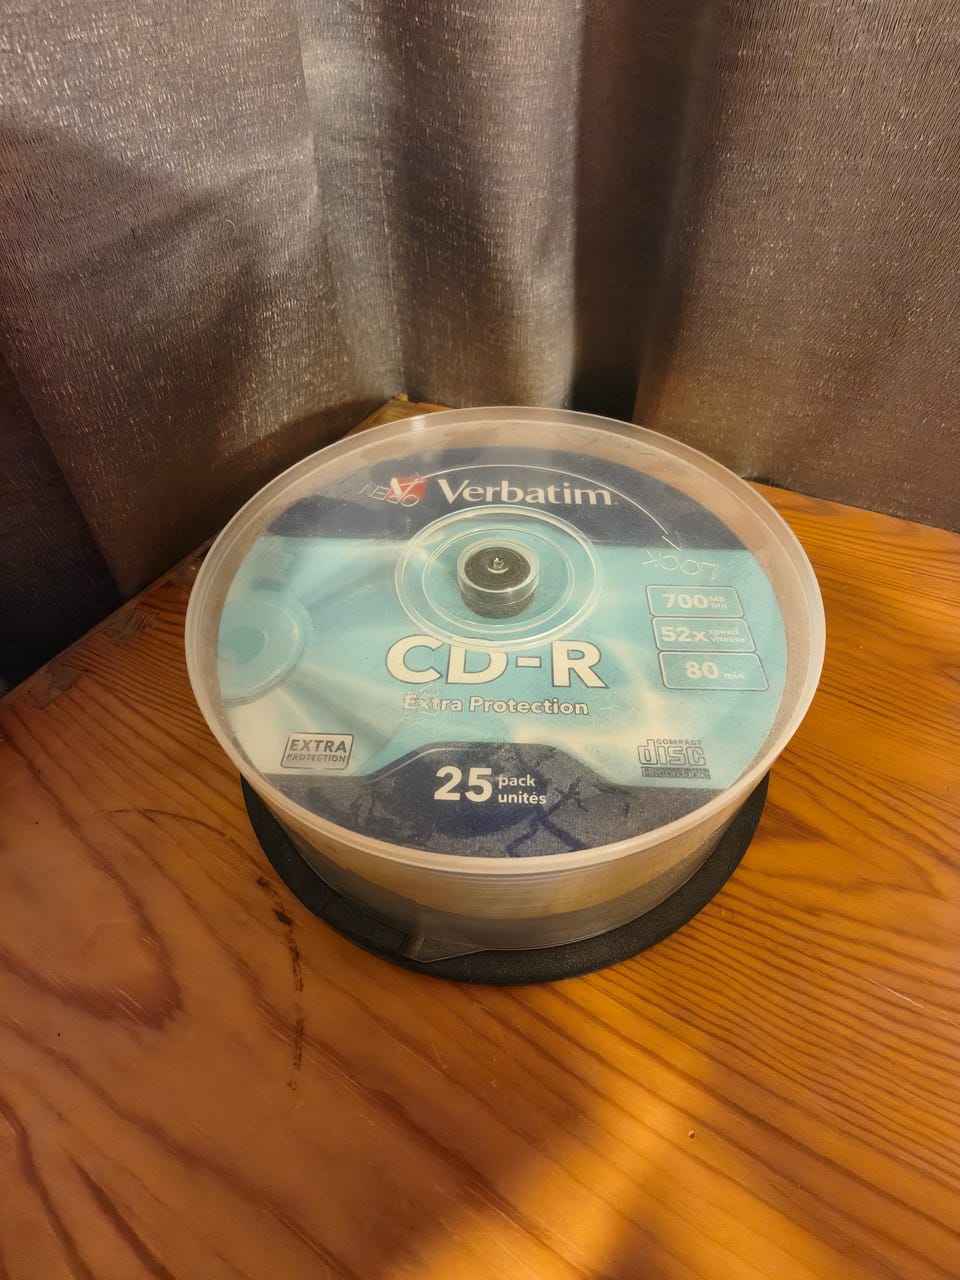 OPEN
Verbatim
LOCK
700 MB
Mo
52x speed
vitesse
80 min
CD-R
Extra Protection
EXTRA
PROTECTION
COMPACT
disc
Recordable
25 pack
unités